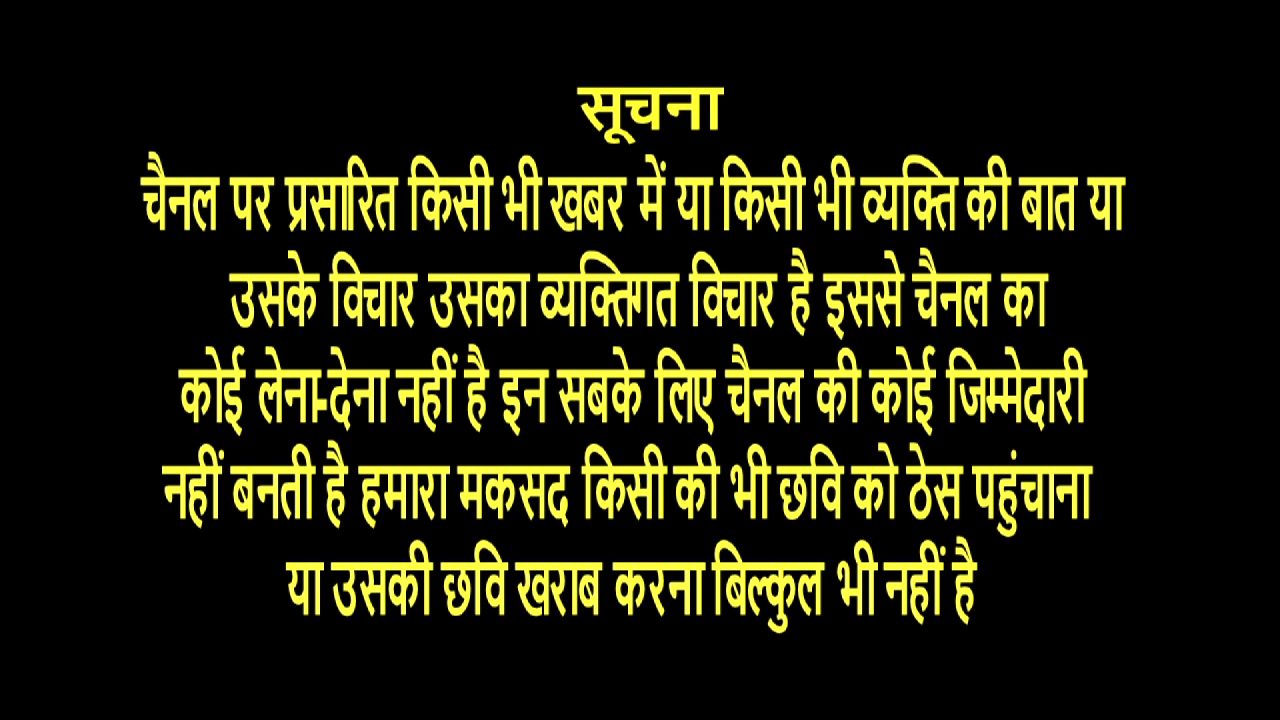 सूचना
चैनल पर प्रसारित किसी भी खबर में या किसी भी व्यक्ति की बात या
उसके विचार उसका व्यक्तिगत विचार है इससे चैनल का
कोई लेना-देना नहीं है इन सबके लिए चैनल की कोई जिम्मेदारी
नहीं बनती है हमारा मकसद किसी की भी छवि को ठेस पहुंचाना
या उसकी छवि खराब करना बिल्कुल भी नहीं है